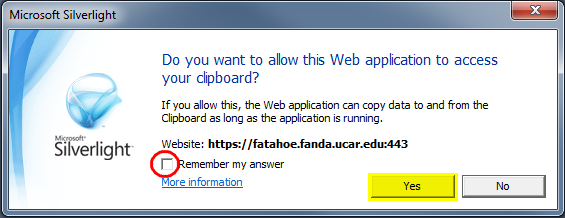 Microsoft Silverlight
Do you want to allow this Web application to access
your clipboard?
If you allow this, the Web application can copy data to and from the
Clipboard as long as the application is running.
Microsoft®
Silverlight™
Website: https://fatahoe.fanda.ucar.edu:443
Remember my answer
More information
Yes
No